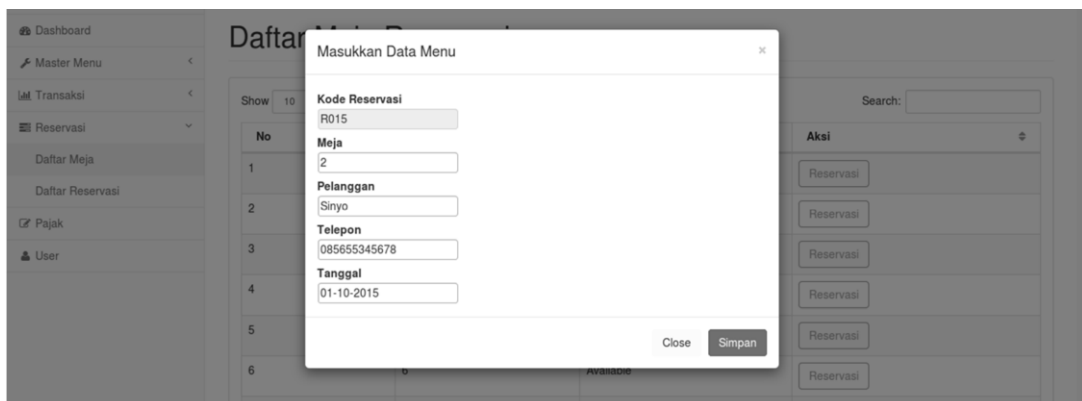 Dashboard
Daftar
Master Menu
Transaksi
Reservasi
Daftar Meja
Daftar Reservasi
Pajak
User
Masukkan Data Menu
×
Kode Reservasi
R015
Meja
2
Pelanggan
Sinyo
Telepon
085655345678
Tanggal
01-10-2015
Close Simpan
Show 10
Search:
No Aksi
1 Reservasi
2 Reservasi
3 Reservasi
4 Reservasi
5 Reservasi
6 6 Available Reservasi